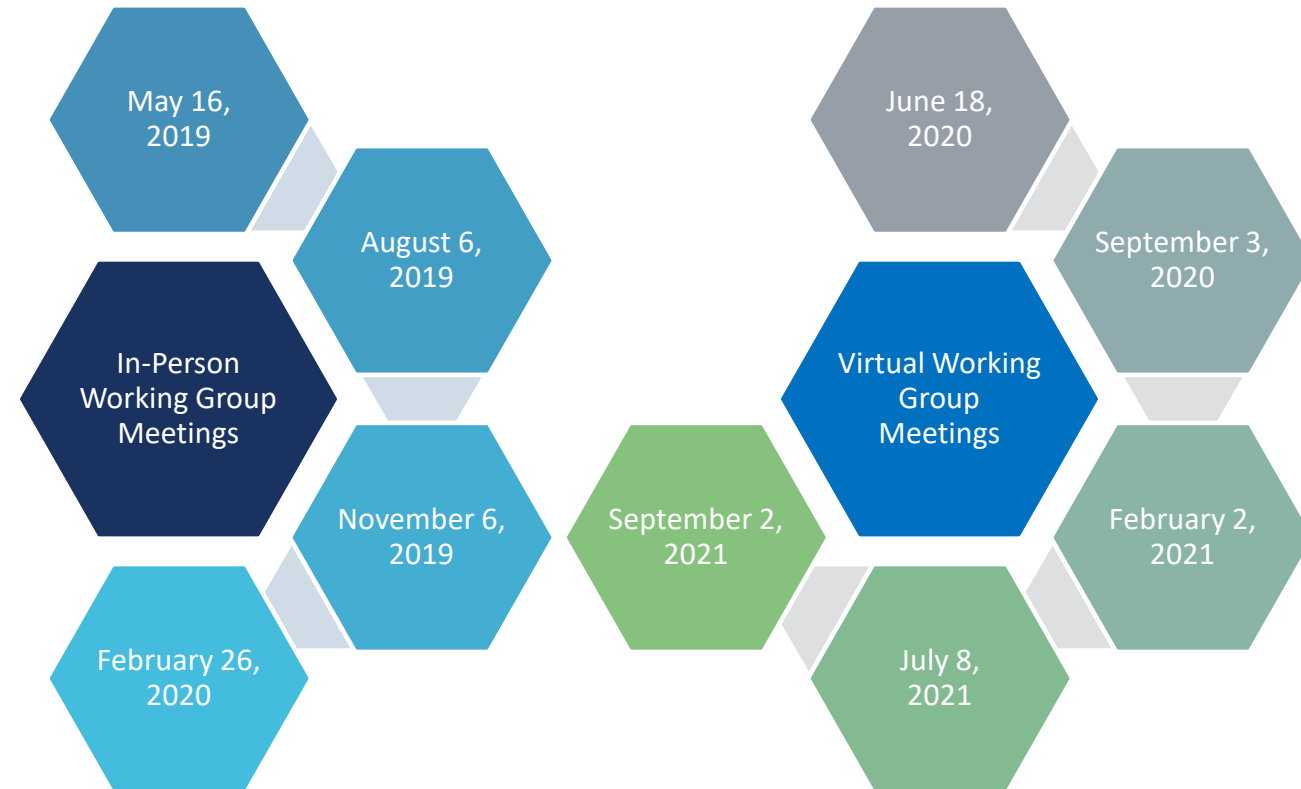 May 16,
2019
August 6,
2019
In-Person
Working Group
Meetings
November 6,
2019
February 26,
2020
June 18,
2020
September 3,
2020
Virtual Working
Group
Meetings
February 2,
2021
July 8,
2021
September 2,
2021